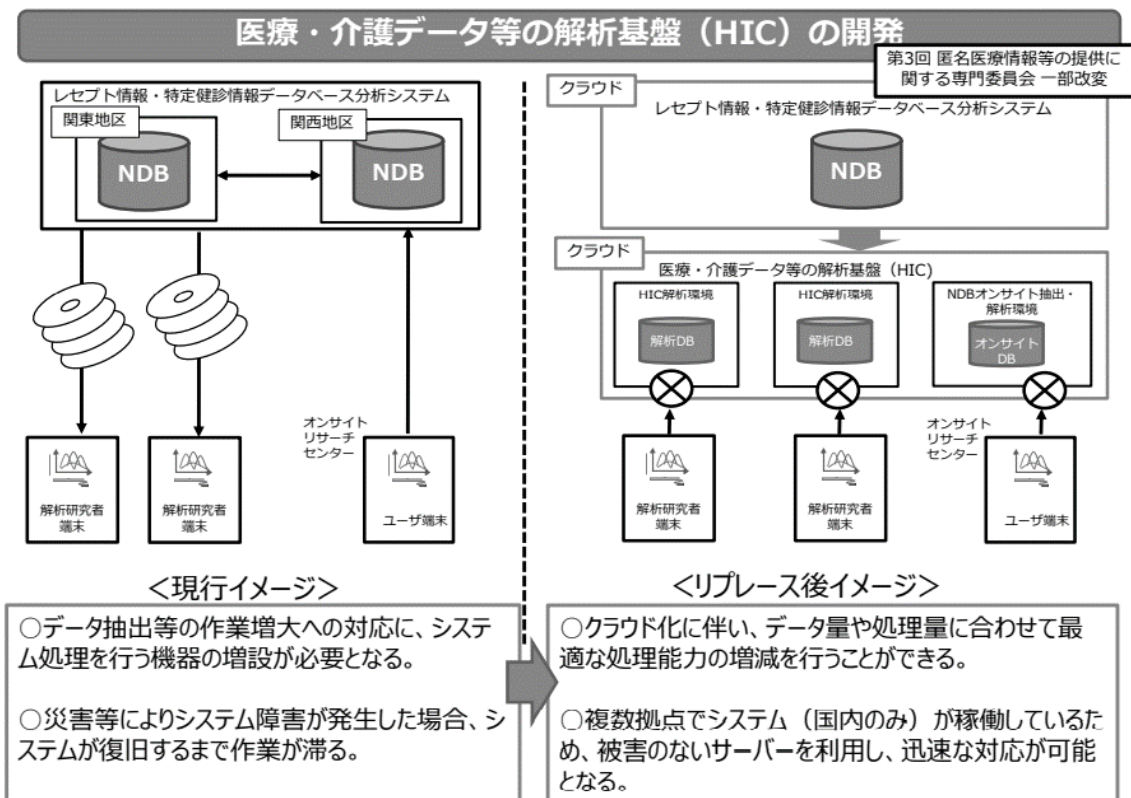 医療・介護データ等の解析基盤（HIC）の開発
第3回 匿名医療情報等の提供に
関する専門委員会 一部改変
レセプト情報・特定健診情報データベース分析システム
関東地区
関西地区
NDB
NDB
オンサイト
リサーチ
センター
解析研究者
端末
解析研究者
端末
ユーザ端末
クラウド
レセプト情報・特定健診情報データベース分析システム
NDB
クラウド
医療・介護データ等の解析基盤（HIC)
HIC解析環境
HIC解析環境
NDBオンサイト抽出・
解析環境
解析DB
解析DB
オンサイト
DB
オンサイト
リサーチ
センター
解析研究者
端末
解析研究者
端末
ユーザ端末
＜現行イメージ＞
○データ抽出等の作業増大への対応に、システ
ム処理を行う機器の増設が必要となる。
○災害等によりシステム障害が発生した場合、シ
ステムが復旧するまで作業が滞る。
＜リプレース後イメージ＞
○クラウド化に伴い、データ量や処理量に合わせて最
適な処理能力の増減を行うことができる。
○複数拠点でシステム（国内のみ）が稼働しているた
め、被害のないサーバーを利用し、迅速な対応が可能
となる。